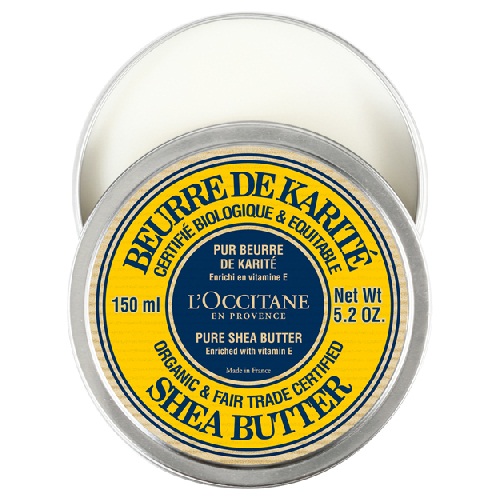 BEURRE DE KARITÉ
CERTIFIÉ BIOLOGIQUE & EQUITABLE
PUR BEURRE
DE KARITÉ
Enrichi en vitamine E
150 ml
L'OCCITANE
EN PROVENCE
Net Wt
5.2 OZ.
PURE SHEA BUTTER
Enriched with vitamin E
Made in France
ORGANIC & FAIR TRADE CERTIFIED
SHEA BUTTER